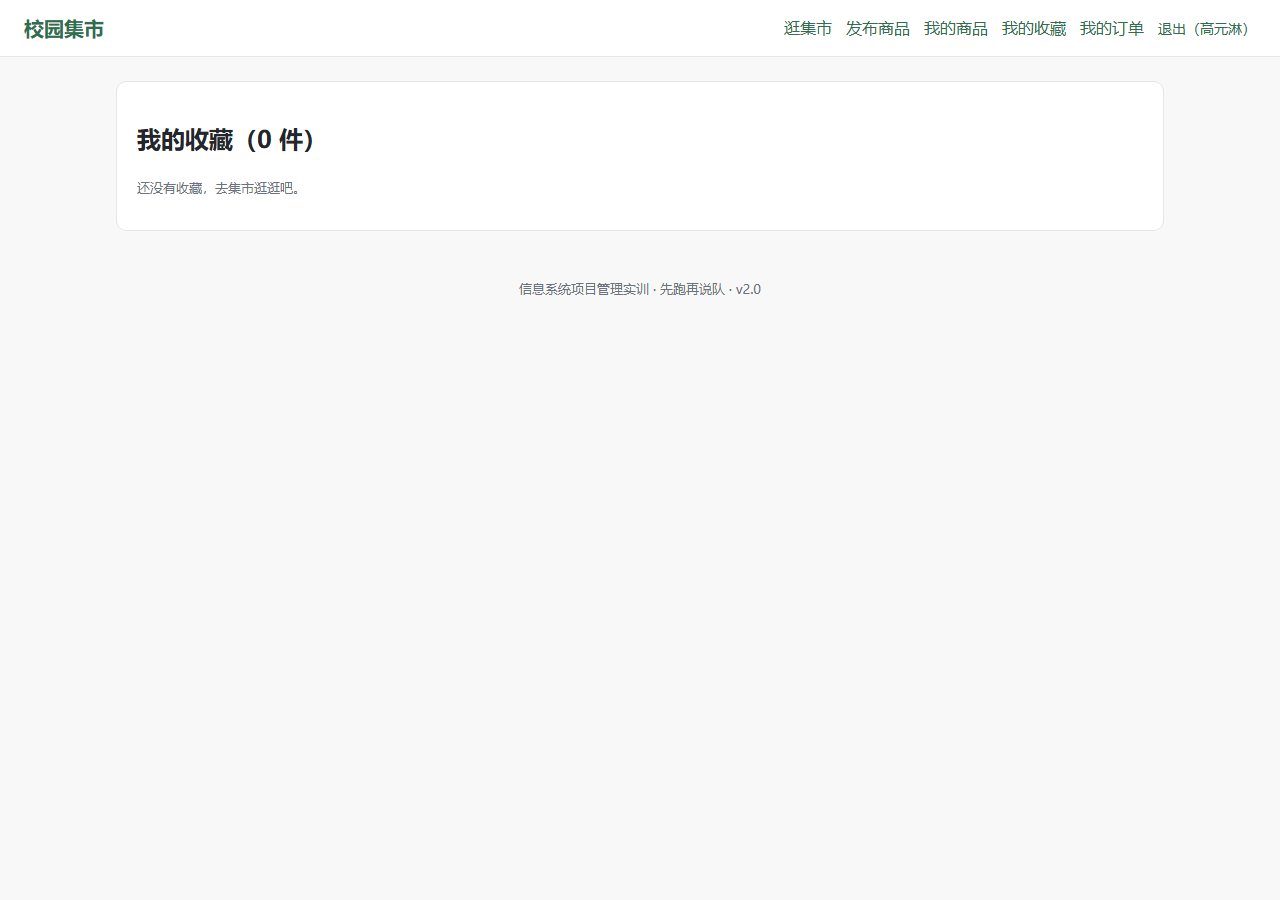 校园集市
逛集市 发布商品 我的商品 我的收藏 我的订单 退出（高元淋）
我的收藏（0 件）
还没有收藏，去集市逛逛吧。
信息系统项目管理实训 · 先跑再说队 · v2.0